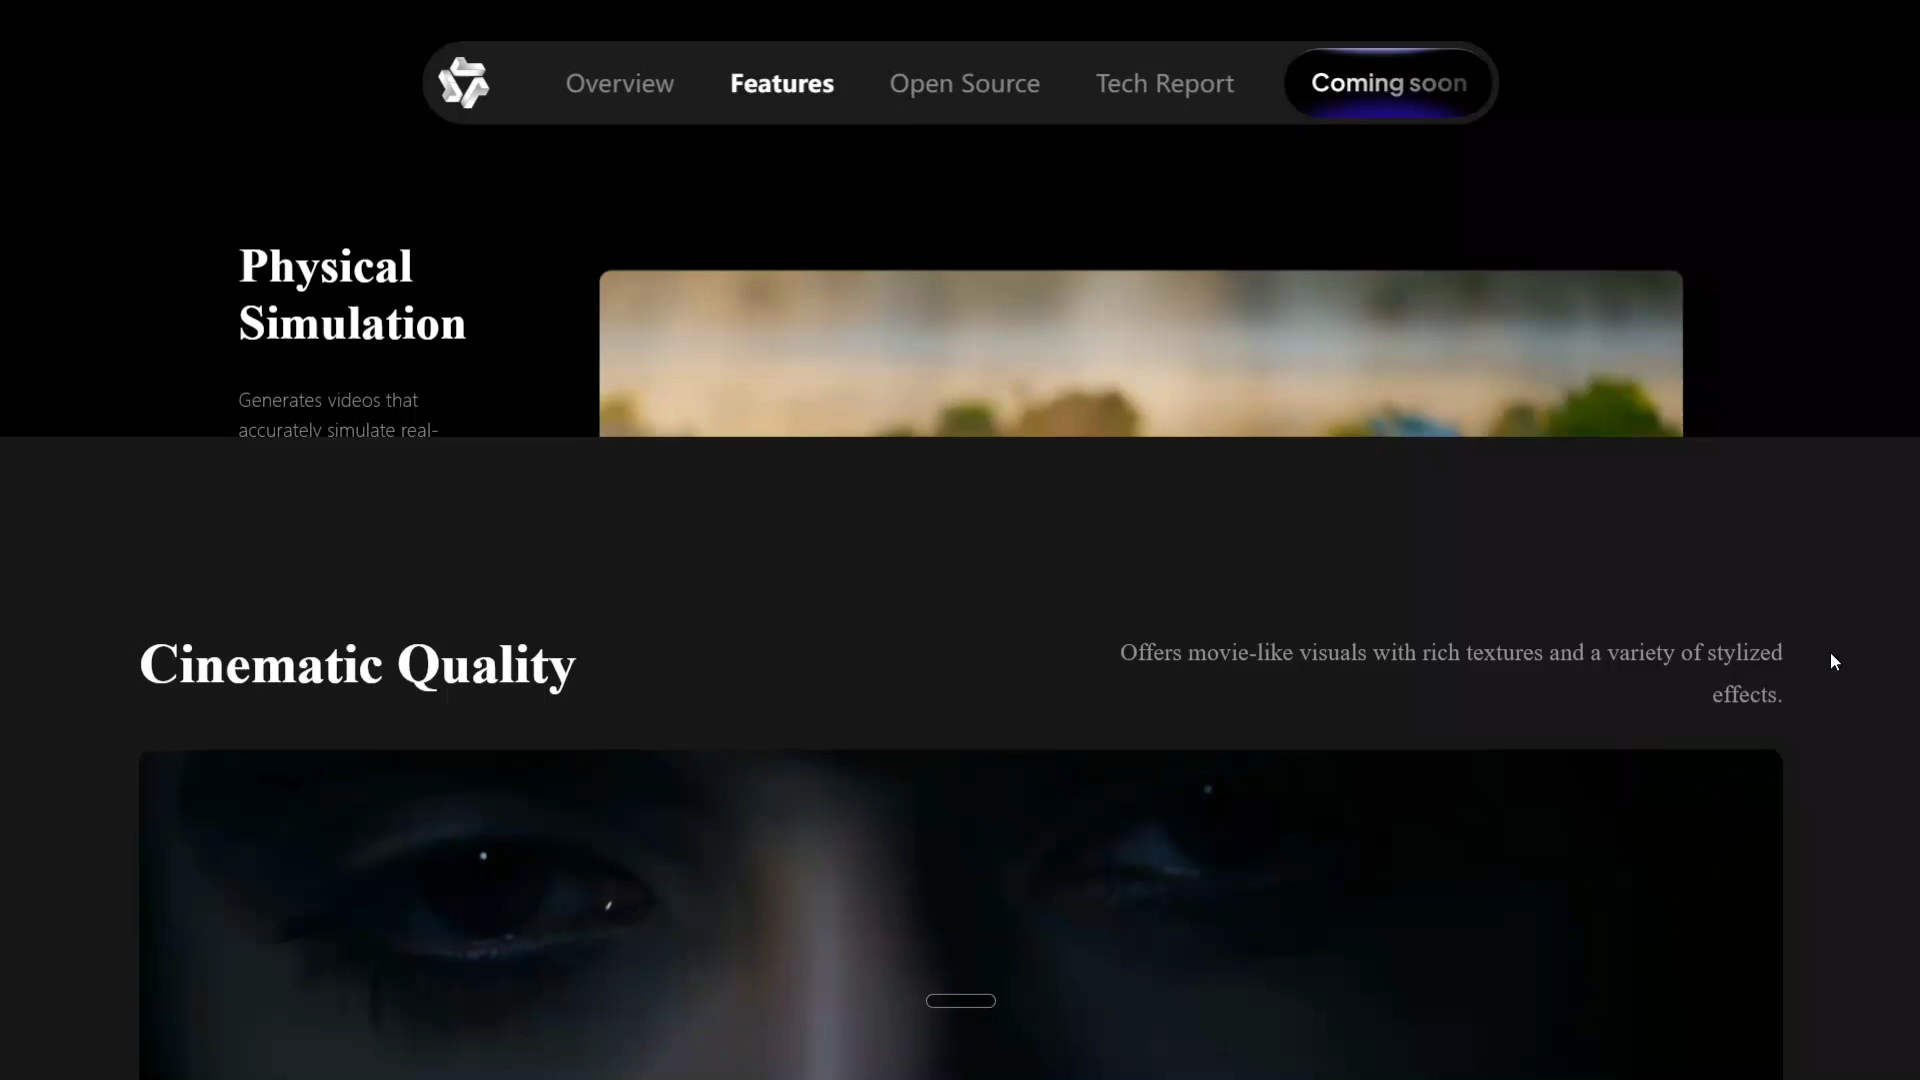 Overview Features Open Source Tech Report Coming soon
Physical
Simulation
Generates videos that
accurately simulate real-
Cinematic Quality
Offers movie-like visuals with rich textures and a variety of stylized
effects.